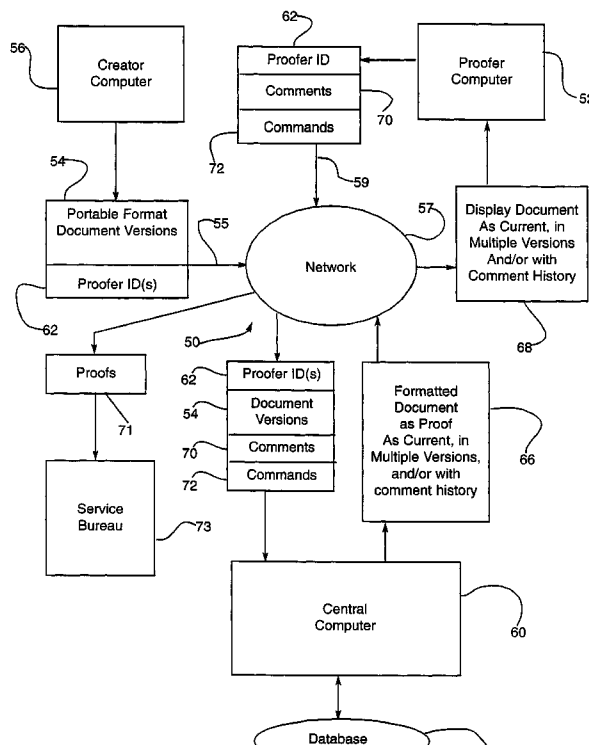 62
56
Creator
Computer
Proofer ID
Comments
Commands
70
72
Proofer
Computer
52
54
59
Portable Format
Document Versions
55
Proofer ID(s)
62
57
Network
Display Document
As Current, in
Multiple Versions
And/or with
Comment History
68
50
Proofs
71
62
Proofer ID(s)
54
Document
Versions
70
Comments
72
Commands
Formatted
Document
as Proof
As Current, in
Multiple Versions,
and/or with
comment history
66
Service
Bureau
73
Central
Computer
60
Database